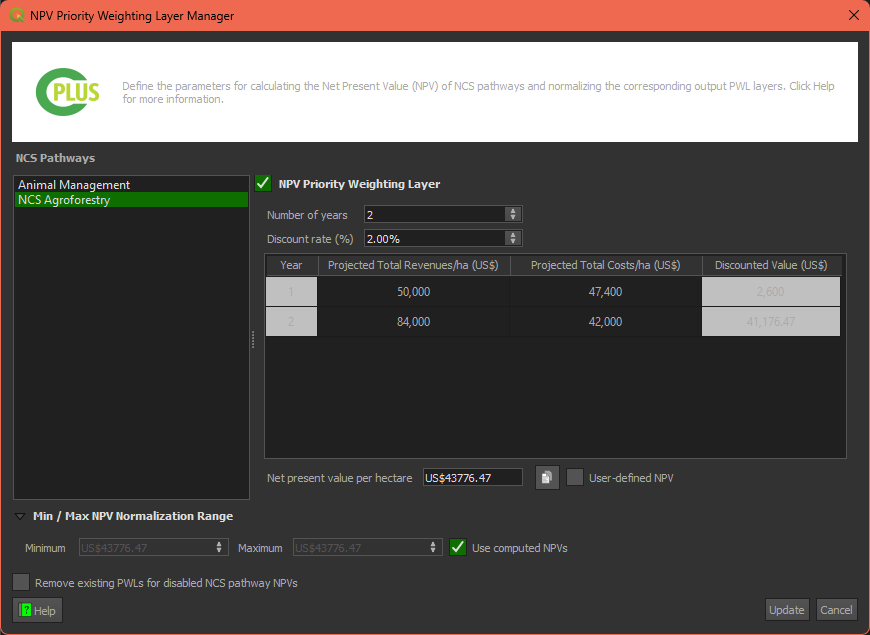 NPV Priority Weighting Layer Manager
CPLUS
Define the parameters for calculating the Net Present Value (NPV) of NCS pathways and normalizing the corresponding output PWL layers. Click Help
for more information.
NCS Pathways
Animal Management
NCS Agroforestry
NPV Priority Weighting Layer
Number of years 2
Discount rate (%) 2.00%
Year Projected Total Revenues/ha (US$) Projected Total Costs/ha (US$) Discounted Value (US$)
1 50,000 47,400 2,600
2 84,000 42,000 41,176.47
Net present value per hectare US$43776.47 User-defined NPV
Min / Max NPV Normalization Range
Minimum US$43776.47 Maximum US$43776.47 Use computed NPVs
Remove existing PWLs for disabled NCS pathway NPVs
? Help Update Cancel